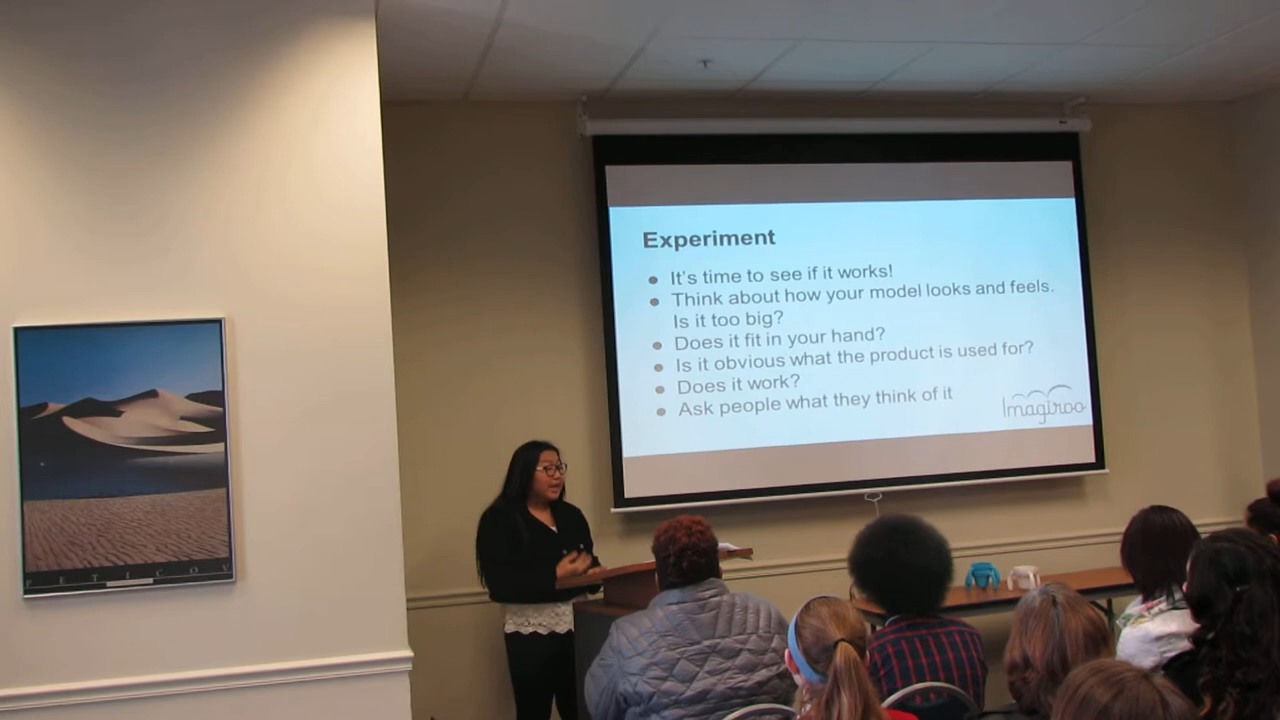 Experiment
It's time to see if it works!
Think about how your model looks and feels.
Is it too big?
Does it fit in your hand?
Is it obvious what the product is used for?
Does it work?
Ask people what they think of it
Imagiroo
PETECOV